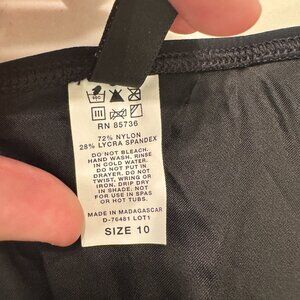 RN 85736
72% NYLON
28% LYCRA SPANDEX
DO NOT BLEACH.
HAND WASH. RINSE
IN COLD WATER.
DO NOT PUT IN
DRAYER. DO NOT
TWIST, WRING OR
IRON. DRIP DRY
IN SHADE. NOT
FOR USE IN SPAS
OR HOT TUBS.
MADE IN MADAGASCAR
D-76481 LOT1
SIZE 10